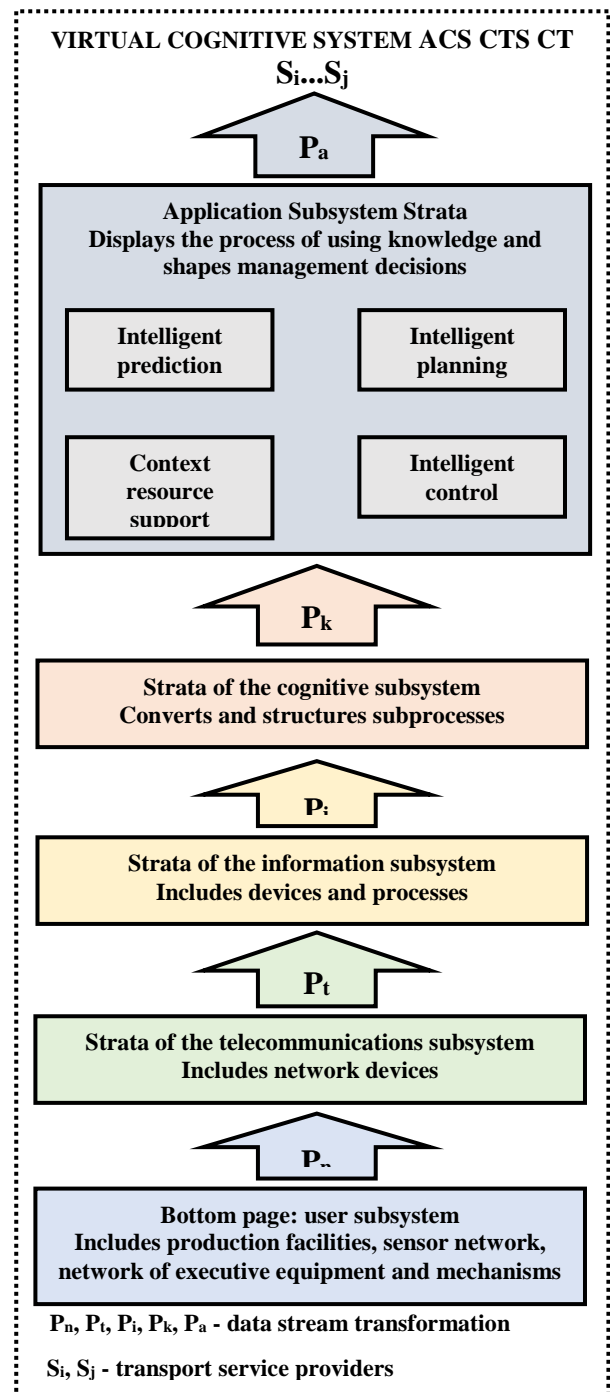 VIRTUAL COGNITIVE SYSTEM ACS CTS CT
Si...Sj
Pa
Application Subsystem Strata
Displays the process of using knowledge and
shapes management decisions
Intelligent
prediction
Intelligent
planning
Context
resource
support
Intelligent
control
Pk
Strata of the cognitive subsystem
Converts and structures subprocesses
Pi
Strata of the information subsystem
Includes devices and processes
Pt
Strata of the telecommunications subsystem
Includes network devices
Pn
Bottom page: user subsystem
Includes production facilities, sensor network,
network of executive equipment and mechanisms
Pn, Pt, Pi, Pk, Pa - data stream transformation
Si, Sj - transport service providers